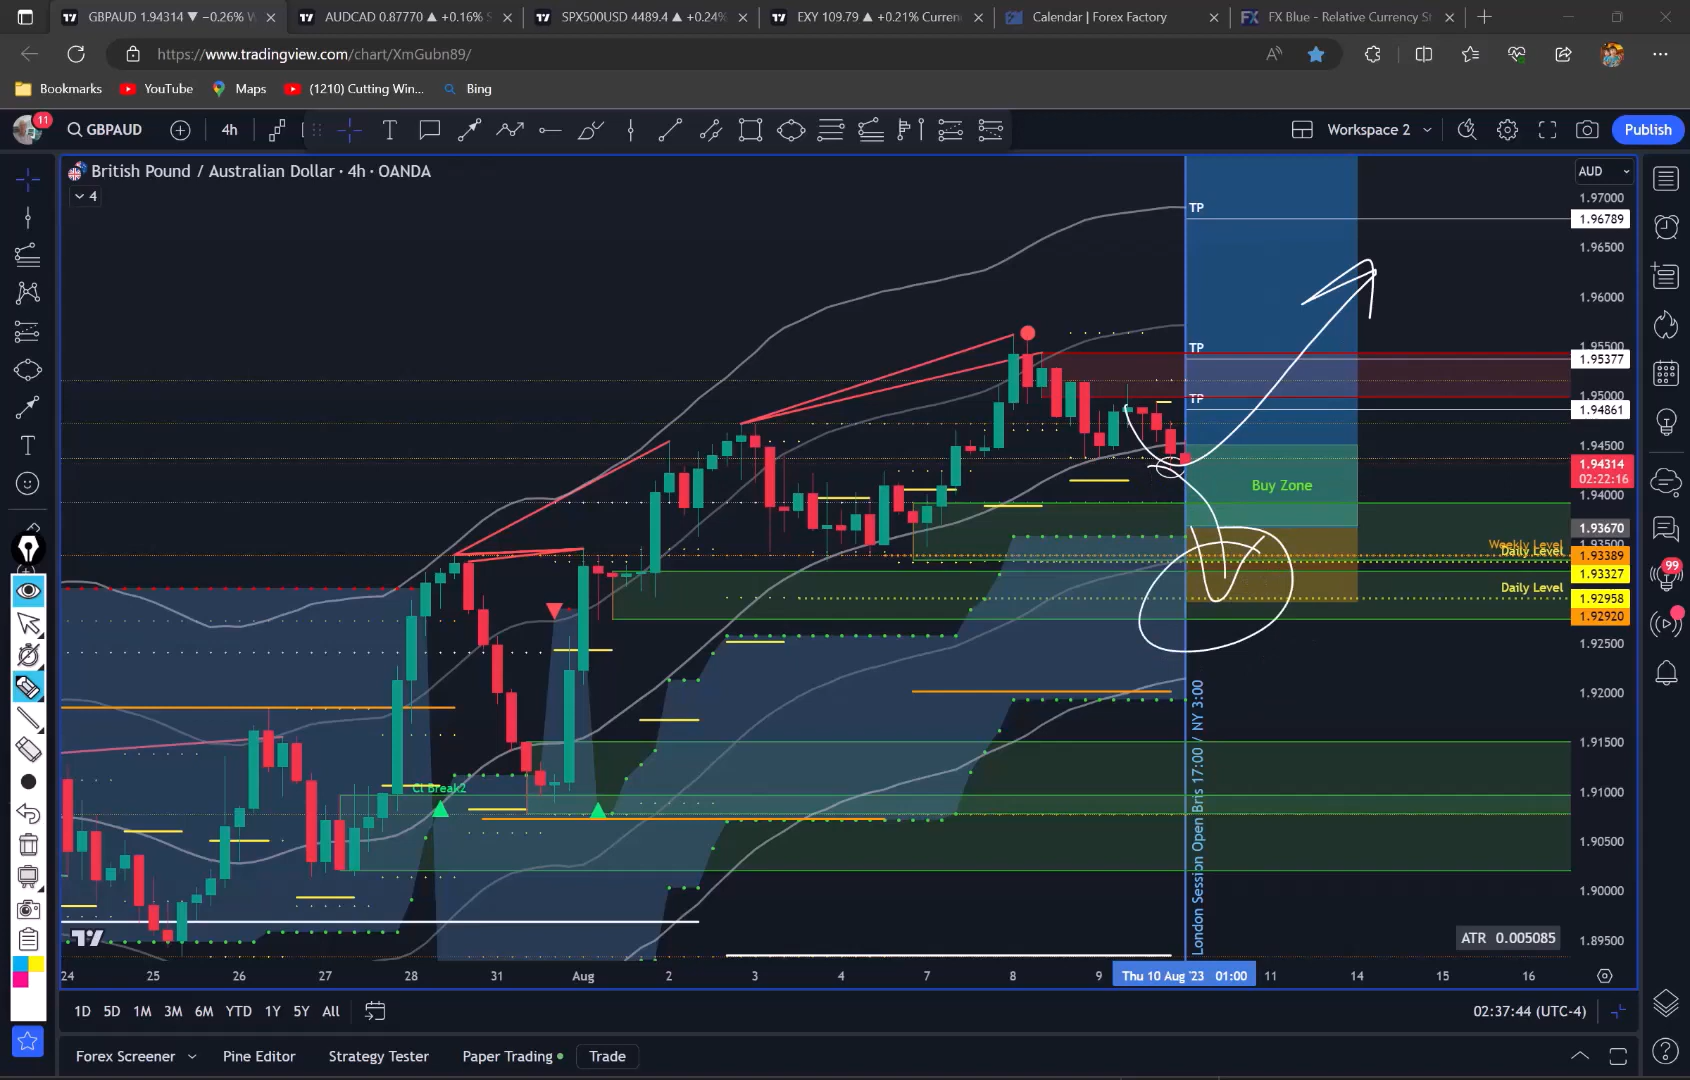 GBPAUD 1.94314 ▼ −0.26% W
AUDCAD 0.87770 ▲ +0.16% S
SPX500USD 4489.4 ▲ +0.24%
EXY 109.79 ▲ +0.21% Curren
Calendar | Forex Factory
FX Blue - Relative Currency St
https://www.tradingview.com/chart/XmGubn89/
Bookmarks
YouTube
Maps
(1210) Cutting Win...
Bing
11
GBPAUD
4h
Workspace 2
Publish
British Pound / Australian Dollar · 4h · OANDA
AUD
4
1.97000
TP
1.96789
1.96500
1.96000
1.95500
TP
1.95377
1.95000
TP
1.94861
1.94500
1.94314
02:22:16
Buy Zone
1.94000
1.93670
1.93500
Weekly Level
Daily Level
1.93389
1.93327
Daily Level
1.92958
1.92920
1.92500
1.92000
1.91500
1.91000
1.90500
1.90000
1.89500
99
Ct Break2
London Session Open Bris 17:00 / NY 3:00
ATR 0.005085
24
25
26
27
28
31
Aug
2
3
4
7
8
9
Thu 10 Aug '23 01:00
11
14
15
16
1D
5D
1M
3M
6M
YTD
1Y
5Y
All
02:37:44 (UTC-4)
Forex Screener
Pine Editor
Strategy Tester
Paper Trading
Trade